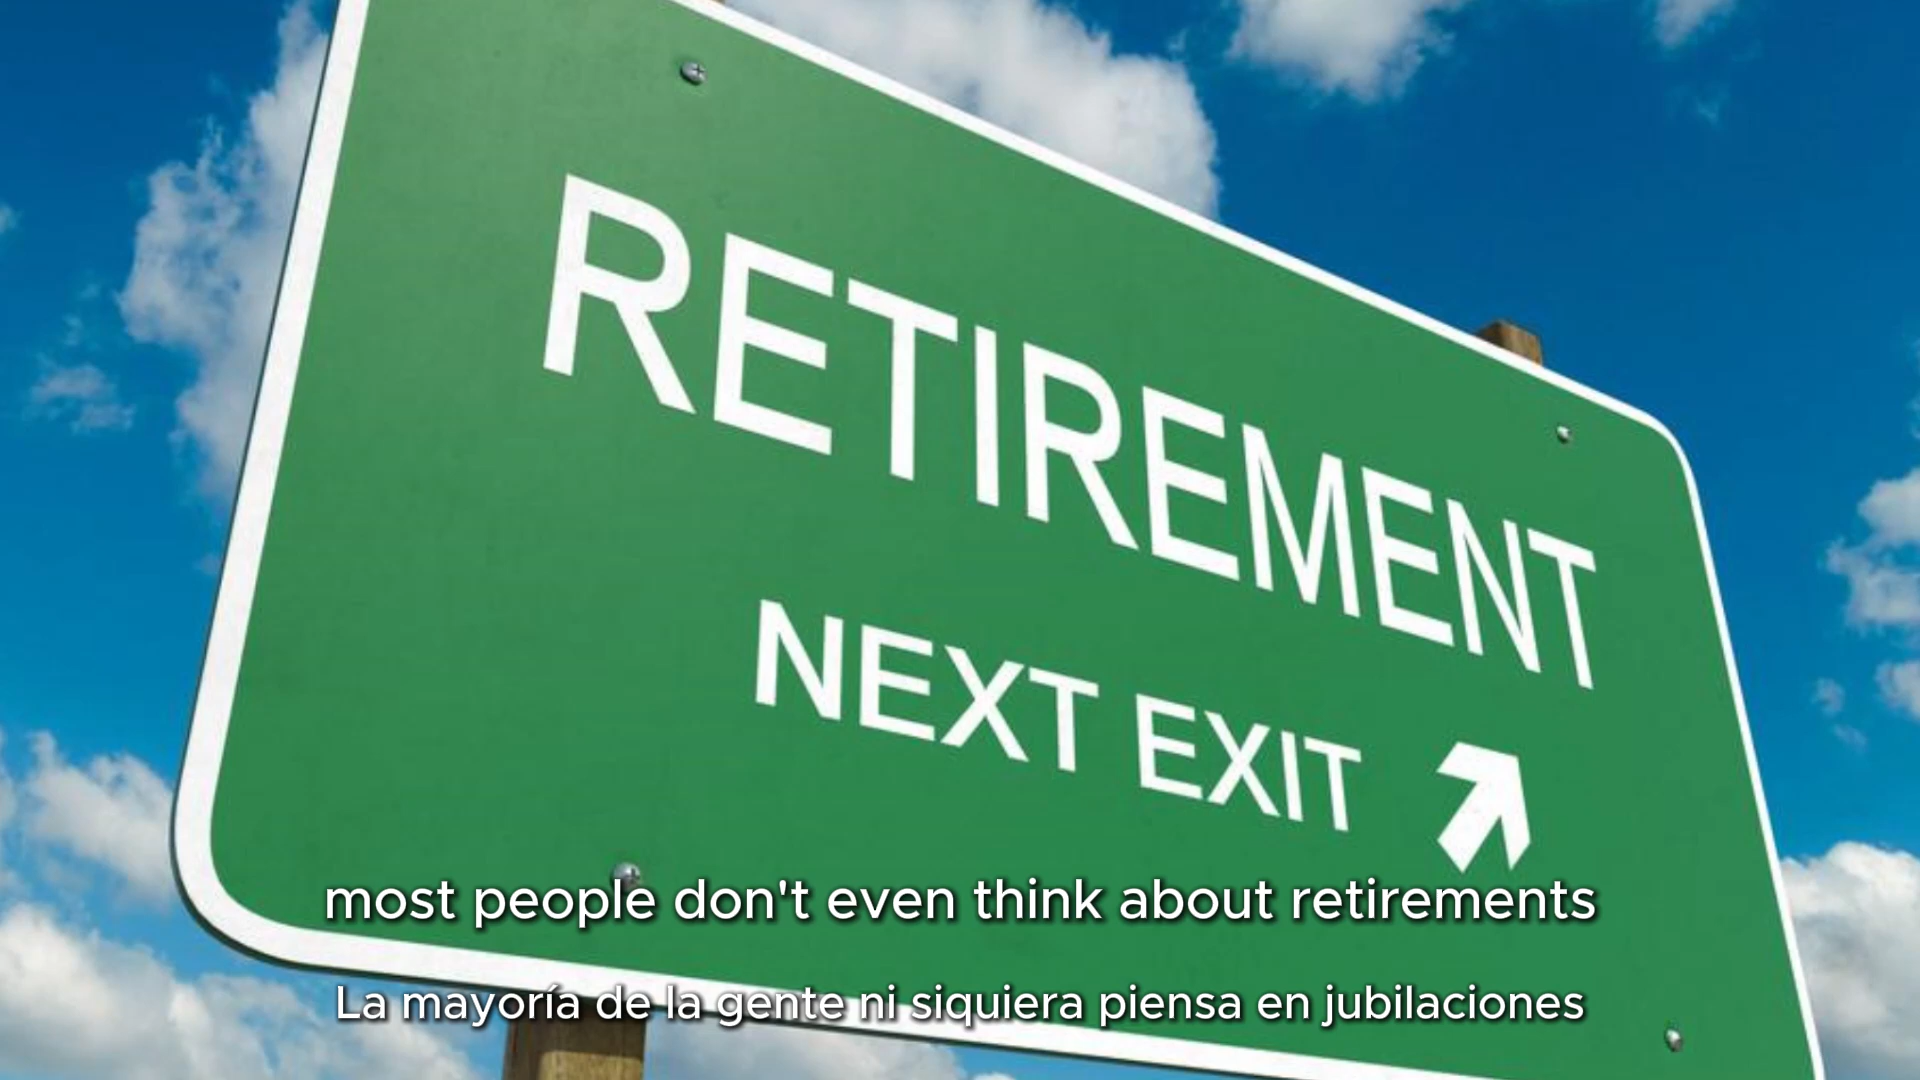 RETIREMENT
NEXT EXIT
most people don't even think about retirements
La mayoría de la gente ni siquiera piensa en jubilaciones